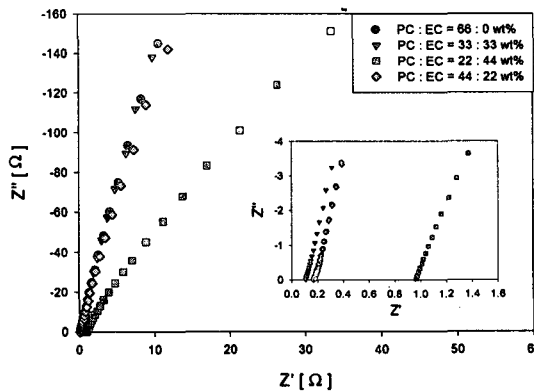 -160
-140
-120
-100
-80
-60
-40
-20
0
Z'' [ Ω ]
0 10 20 30 40 50 60
Z' [ Ω ]
PC : EC = 66 : 0 wt%
PC : EC = 33 : 33 wt%
PC : EC = 22 : 44 wt%
PC : EC = 44 : 22 wt%
-4
-3
-2
-1
0
Z''
0.0 0.2 0.4 0.6 0.8 1.0 1.2 1.4 1.6
Z'